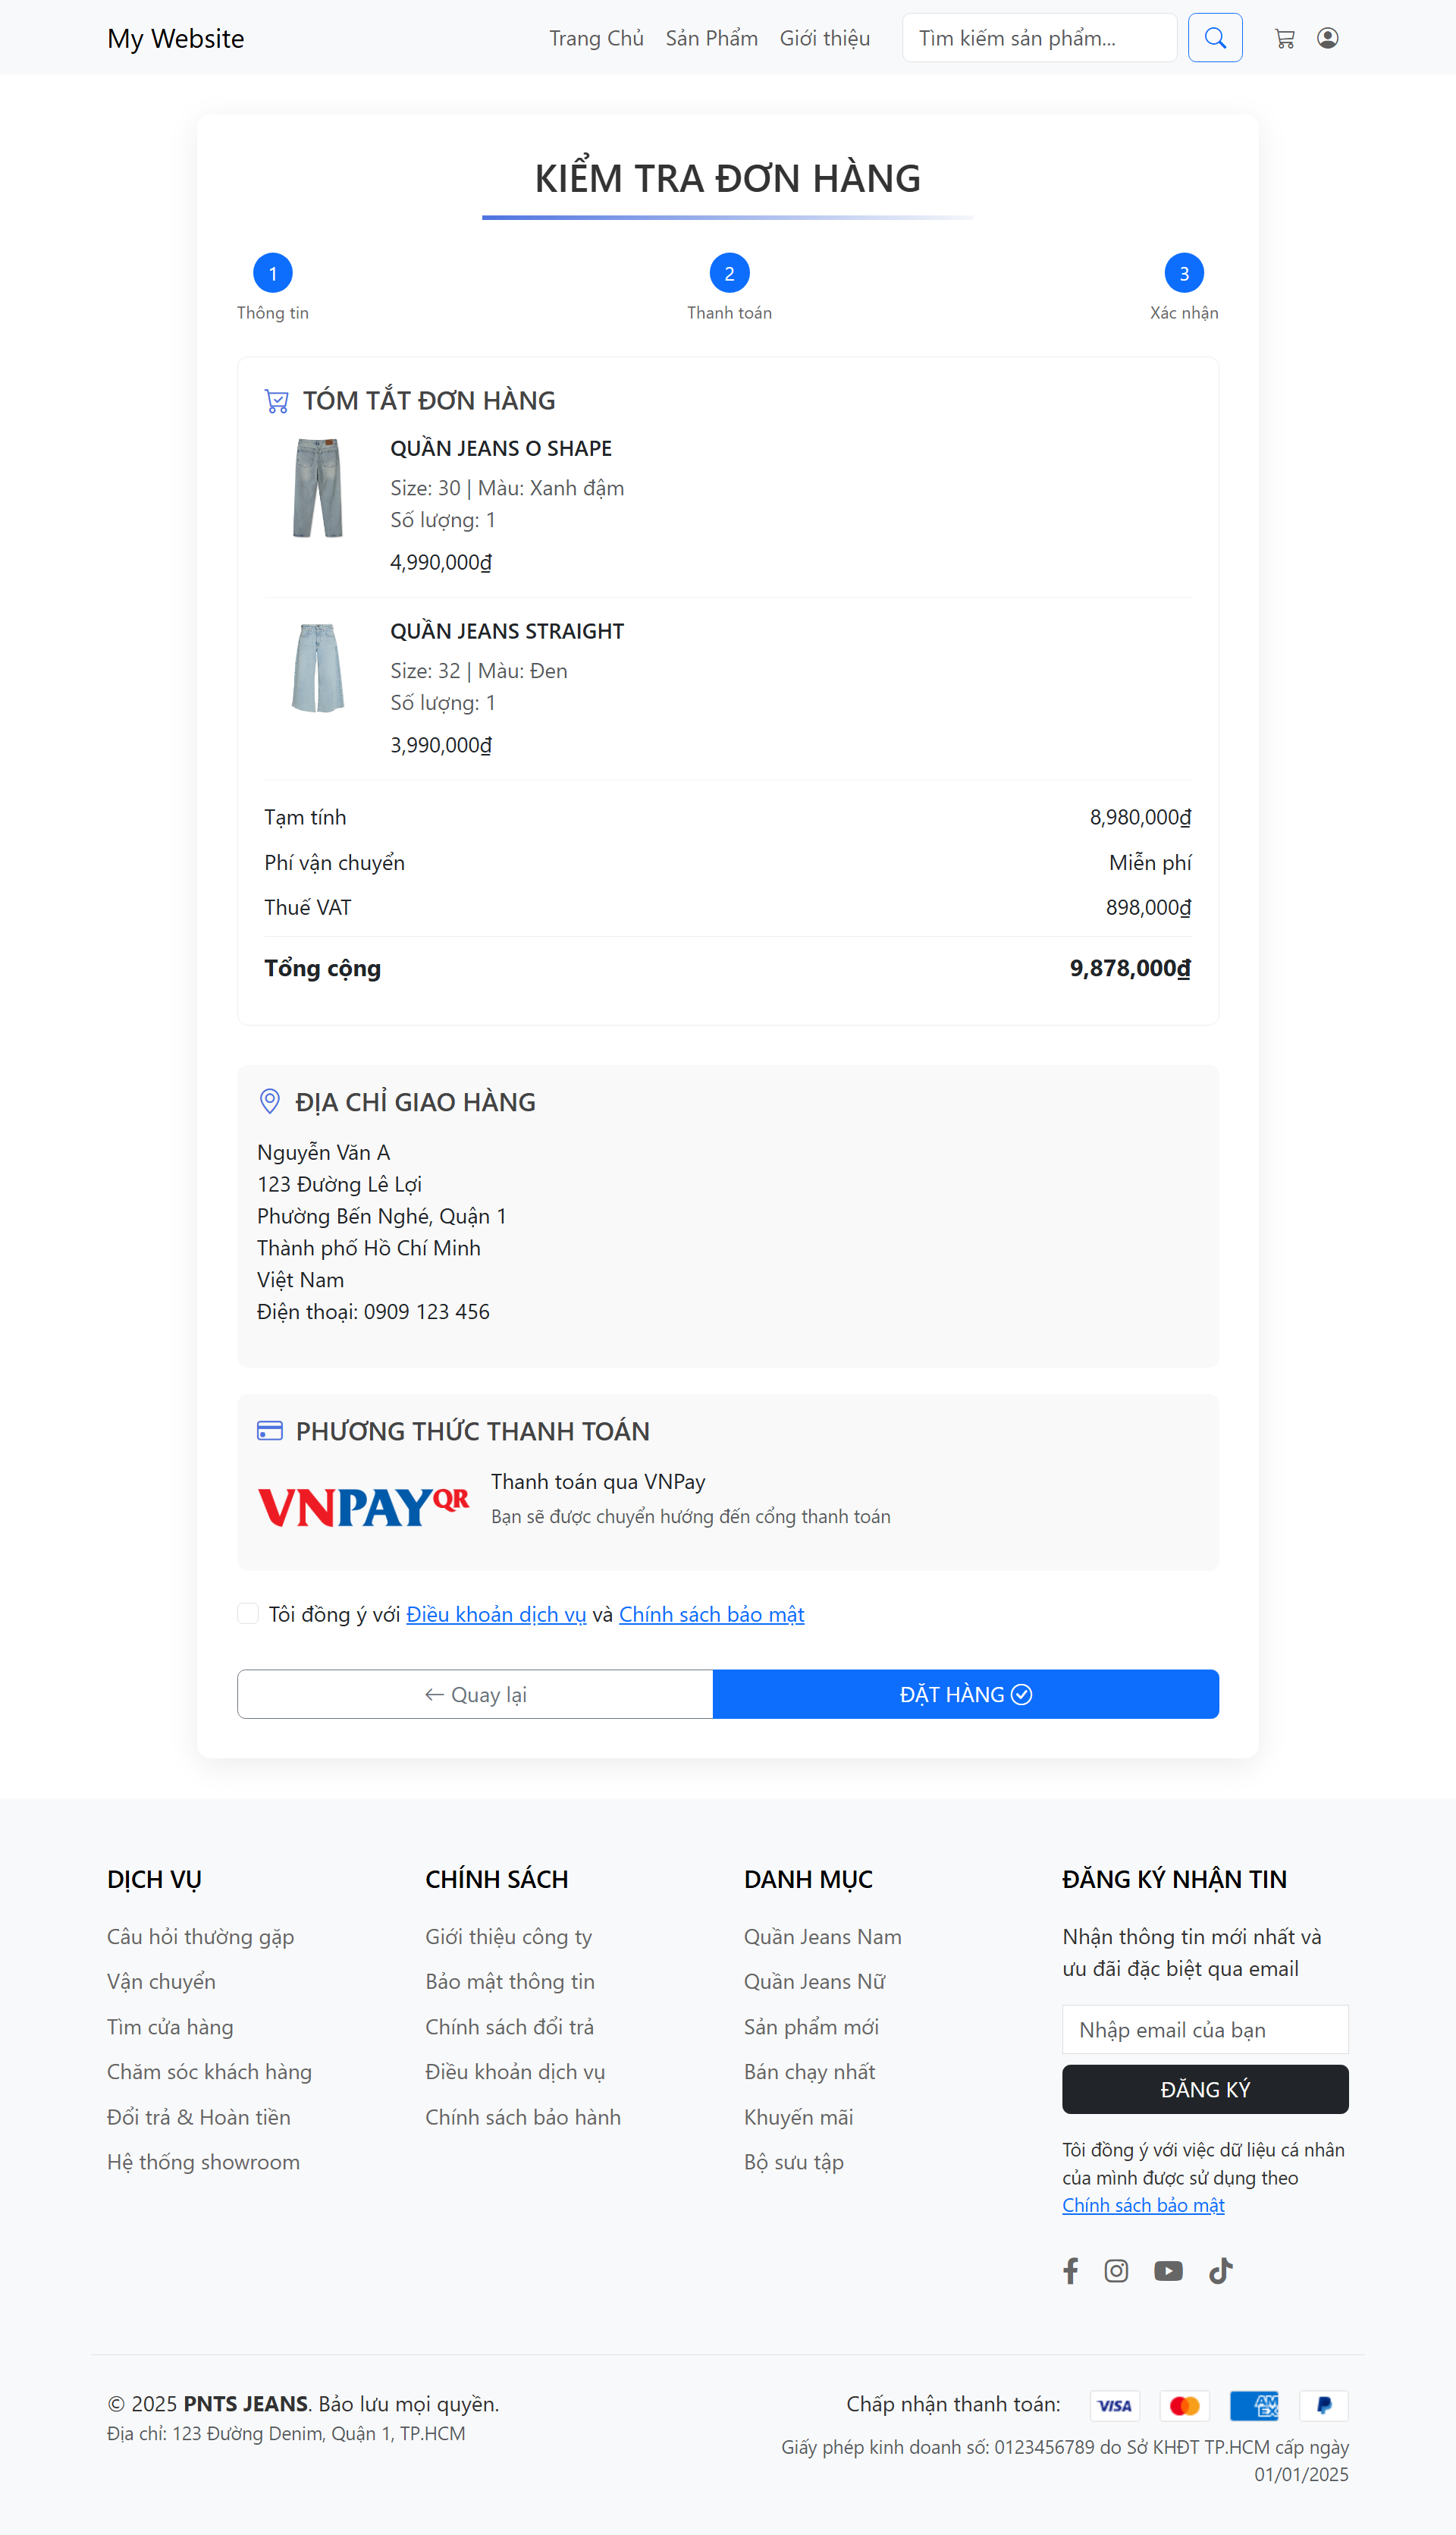 My Website
Trang Chủ Sản Phẩm Giới thiệu Tìm kiếm sản phẩm...
KIỂM TRA ĐƠN HÀNG
1 2 3
Thông tin Thanh toán Xác nhận
TÓM TẮT ĐƠN HÀNG
QUẦN JEANS O SHAPE
Size: 30 | Màu: Xanh đậm
Số lượng: 1
4,990,000₫
QUẦN JEANS STRAIGHT
Size: 32 | Màu: Đen
Số lượng: 1
3,990,000₫
Tạm tính 8,980,000₫
Phí vận chuyển Miễn phí
Thuế VAT 898,000₫
Tổng cộng 9,878,000₫
ĐỊA CHỈ GIAO HÀNG
Nguyễn Văn A
123 Đường Lê Lợi
Phường Bến Nghé, Quận 1
Thành phố Hồ Chí Minh
Việt Nam
Điện thoại: 0909 123 456
PHƯƠNG THỨC THANH TOÁN
VNPAYQR
Thanh toán qua VNPay
Bạn sẽ được chuyển hướng đến cổng thanh toán
Tôi đồng ý với Điều khoản dịch vụ và Chính sách bảo mật
← Quay lại
ĐẶT HÀNG
DỊCH VỤ
Câu hỏi thường gặp
Vận chuyển
Tìm cửa hàng
Chăm sóc khách hàng
Đổi trả & Hoàn tiền
Hệ thống showroom
CHÍNH SÁCH
Giới thiệu công ty
Bảo mật thông tin
Chính sách đổi trả
Điều khoản dịch vụ
Chính sách bảo hành
DANH MỤC
Quần Jeans Nam
Quần Jeans Nữ
Sản phẩm mới
Bán chạy nhất
Khuyến mãi
Bộ sưu tập
ĐĂNG KÝ NHẬN TIN
Nhận thông tin mới nhất và
ưu đãi đặc biệt qua email
Nhập email của bạn
ĐĂNG KÝ
Tôi đồng ý với việc dữ liệu cá nhân
của mình được sử dụng theo
Chính sách bảo mật
© 2025 PNTS JEANS. Bảo lưu mọi quyền.
Địa chỉ: 123 Đường Denim, Quận 1, TP.HCM
Chấp nhận thanh toán: VISA AMEX
Giấy phép kinh doanh số: 0123456789 do Sở KHĐT TP.HCM cấp ngày
01/01/2025